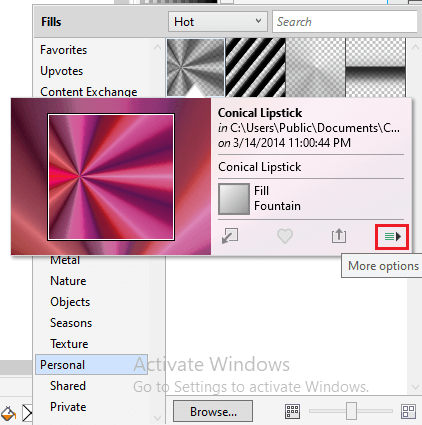 Fills
Hot
Search
Favorites
Upvotes
Content Exchange
Conical Lipstick
in C:\Users\Public\Documents\C...
on 3/14/2014 11:00:44 PM
Conical Lipstick
Fill
Fountain
More options
Metal
Nature
Objects
Seasons
Texture
Personal
Shared
Private
Activate Windows
Go to Settings to activate Windows.
Browse...